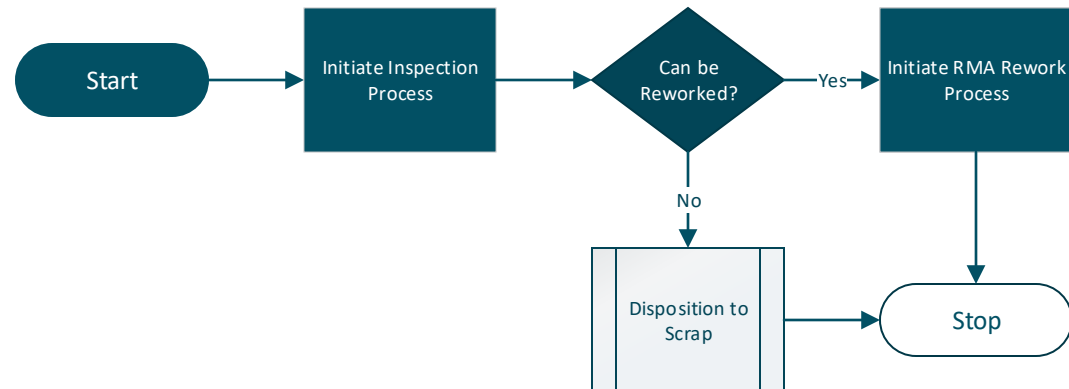 Start
Initiate Inspection
Process
Can be
Reworked?
Yes
Initiate RMA Rework
Process
No
Disposition to
Scrap
Stop